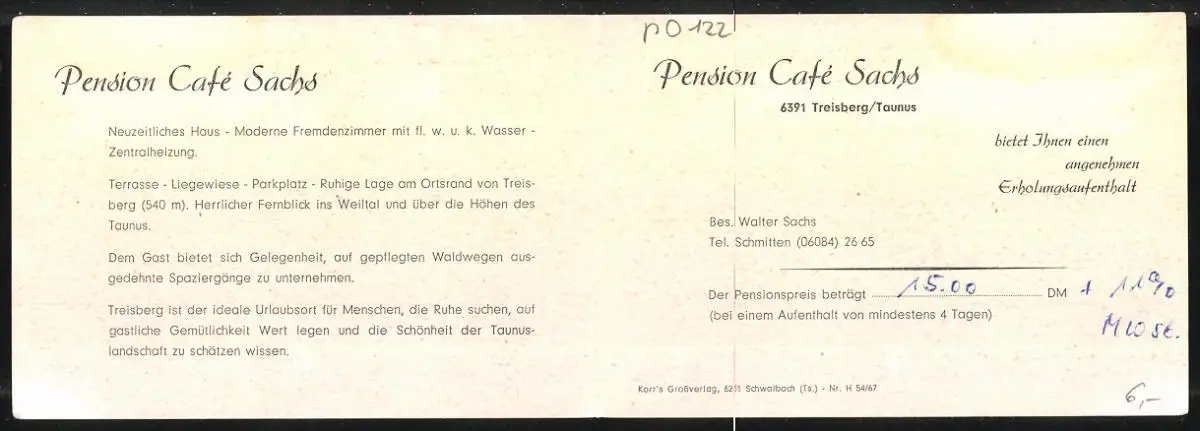 Pension Café Sachs
Neuzeitliches Haus - Moderne Fremdenzimmer mit fl. w. u. k. Wasser -
Zentralheizung.
Terrasse - Liegewiese - Parkplatz - Ruhige Lage am Ortsrand von Treis-
berg (540 m). Herrlicher Fernblick ins Weiltal und über die Höhen des
Taunus.
Dem Gast bietet sich Gelegenheit, auf gepflegten Waldwegen aus-
gedehnte Spaziergänge zu unternehmen.
Treisberg ist der ideale Urlaubsort für Menschen, die Ruhe suchen, auf
gastliche Gemütlichkeit Wert legen und die Schönheit der Taunus-
landschaft zu schätzen wissen.
122
Pension Café Sachs
6391 Treisberg/Taunus
bietet Ihnen einen
angenehmen
Erholungsaufenthalt
Bes. Walter Sachs
Tel. Schmitten (06084) 26 65
Der Pensionspreis beträgt 15.00 DM + 11%
(bei einem Aufenthalt von mindestens 4 Tagen) MWSt.
Korr's Großverlag, 6231 Schwalbach (Ts.) - Nr. H 54/67
6,-